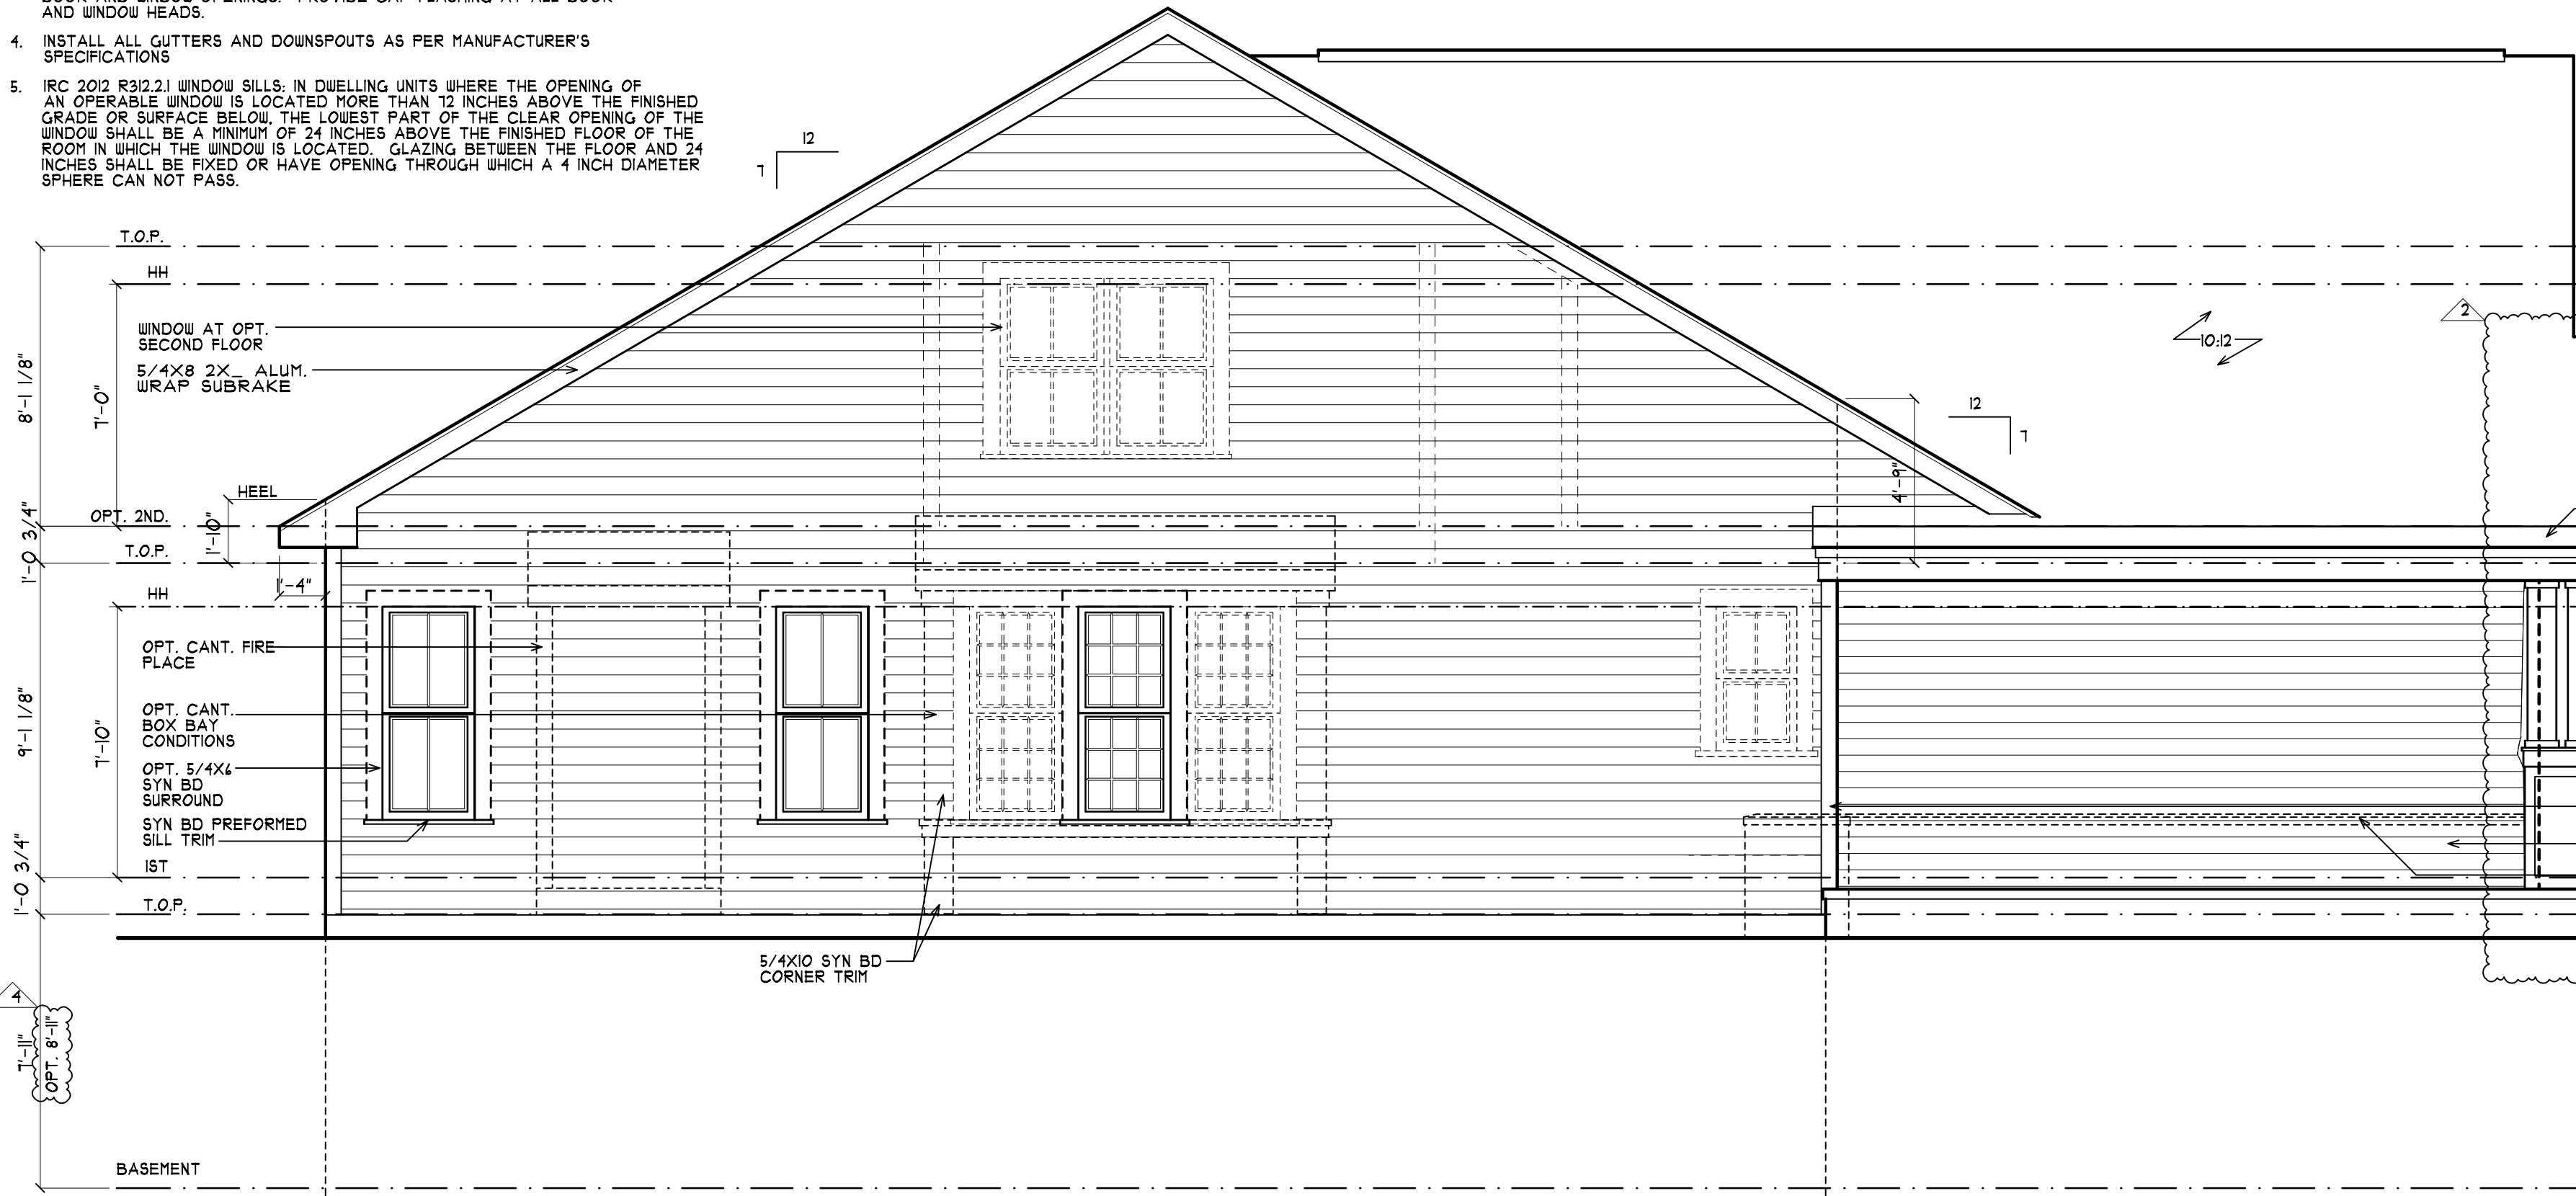 AND WINDOW HEADS.
4. INSTALL ALL GUTTERS AND DOWNSPOUTS AS PER MANUFACTURER'S
SPECIFICATIONS
5. IRC 2012 R312.2.1 WINDOW SILLS: IN DWELLING UNITS WHERE THE OPENING OF
AN OPERABLE WINDOW IS LOCATED MORE THAN 72 INCHES ABOVE THE FINISHED
GRADE OR SURFACE BELOW, THE LOWEST PART OF THE CLEAR OPENING OF THE
WINDOW SHALL BE A MINIMUM OF 24 INCHES ABOVE THE FINISHED FLOOR OF THE
ROOM IN WHICH THE WINDOW IS LOCATED. GLAZING BETWEEN THE FLOOR AND 24
INCHES SHALL BE FIXED OR HAVE OPENING THROUGH WHICH A 4 INCH DIAMETER
SPHERE CAN NOT PASS.
12
7
T.O.P.
HH
WINDOW AT OPT.
SECOND FLOOR
5/4X8 2X_ ALUM.
WRAP SUBRAKE
8'-1 1/8"
7'-0"
2
10:12
12
7
4'-9"
HEEL
OPT. 2ND.
1'-10"
1'-0 3/4"
T.O.P.
1'-4"
HH
OPT. CANT. FIRE
PLACE
OPT. CANT.
BOX BAY
CONDITIONS
9'-1 1/8"
7'-10"
OPT. 5/4X6
SYN BD
SURROUND
SYN BD PREFORMED
SILL TRIM
1ST
1'-0 3/4"
T.O.P.
5/4X10 SYN BD
CORNER TRIM
4
7'-11"
OPT. 8'-11"
BASEMENT